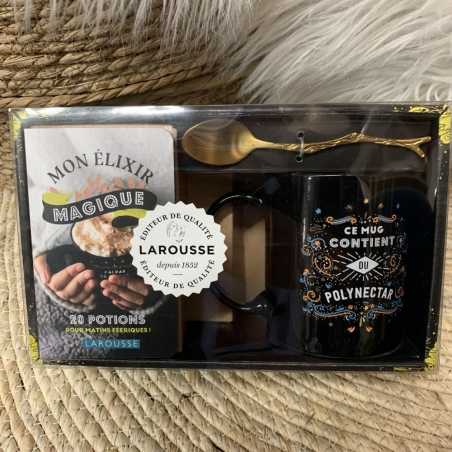 MON ÉLIXIR
MAGIQUE
20 POTIONS
POUR MATINS FÉERIQUES !
LAROUSSE
ÉDITEUR DE QUALITÉ
LAROUSSE
depuis 1852
ÉDITEUR DE QUALITÉ
CE MUG
CONTIENT
DU
POLYNECTAR